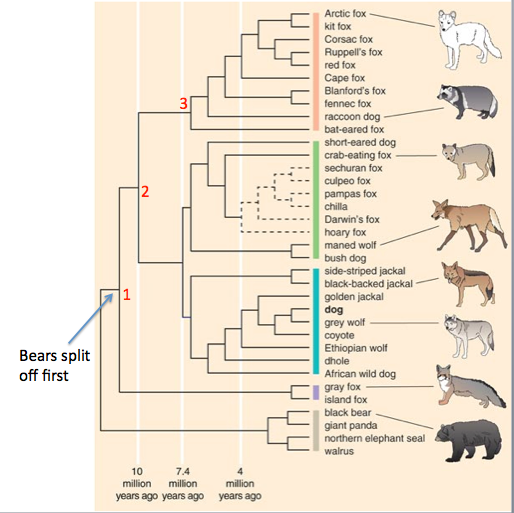 Arctic fox
kit fox
Corsac fox
Ruppell's fox
red fox
Cape fox
Blanford's fox
fennec fox
3
raccoon dog
bat-eared fox
short-eared dog
crab-eating fox
sechuran fox
culpeo fox
2
pampas fox
chilla
Darwin's fox
hoary fox
maned wolf
bush dog
side-striped jackal
black-backed jackal
1
golden jackal
dog
grey wolf
coyote
Ethiopian wolf
dhole
African wild dog
Bears split
off first
gray fox
island fox
black bear
giant panda
northern elephant seal
walrus
10
million
years ago
7.4
million
years ago
4
million
years ago